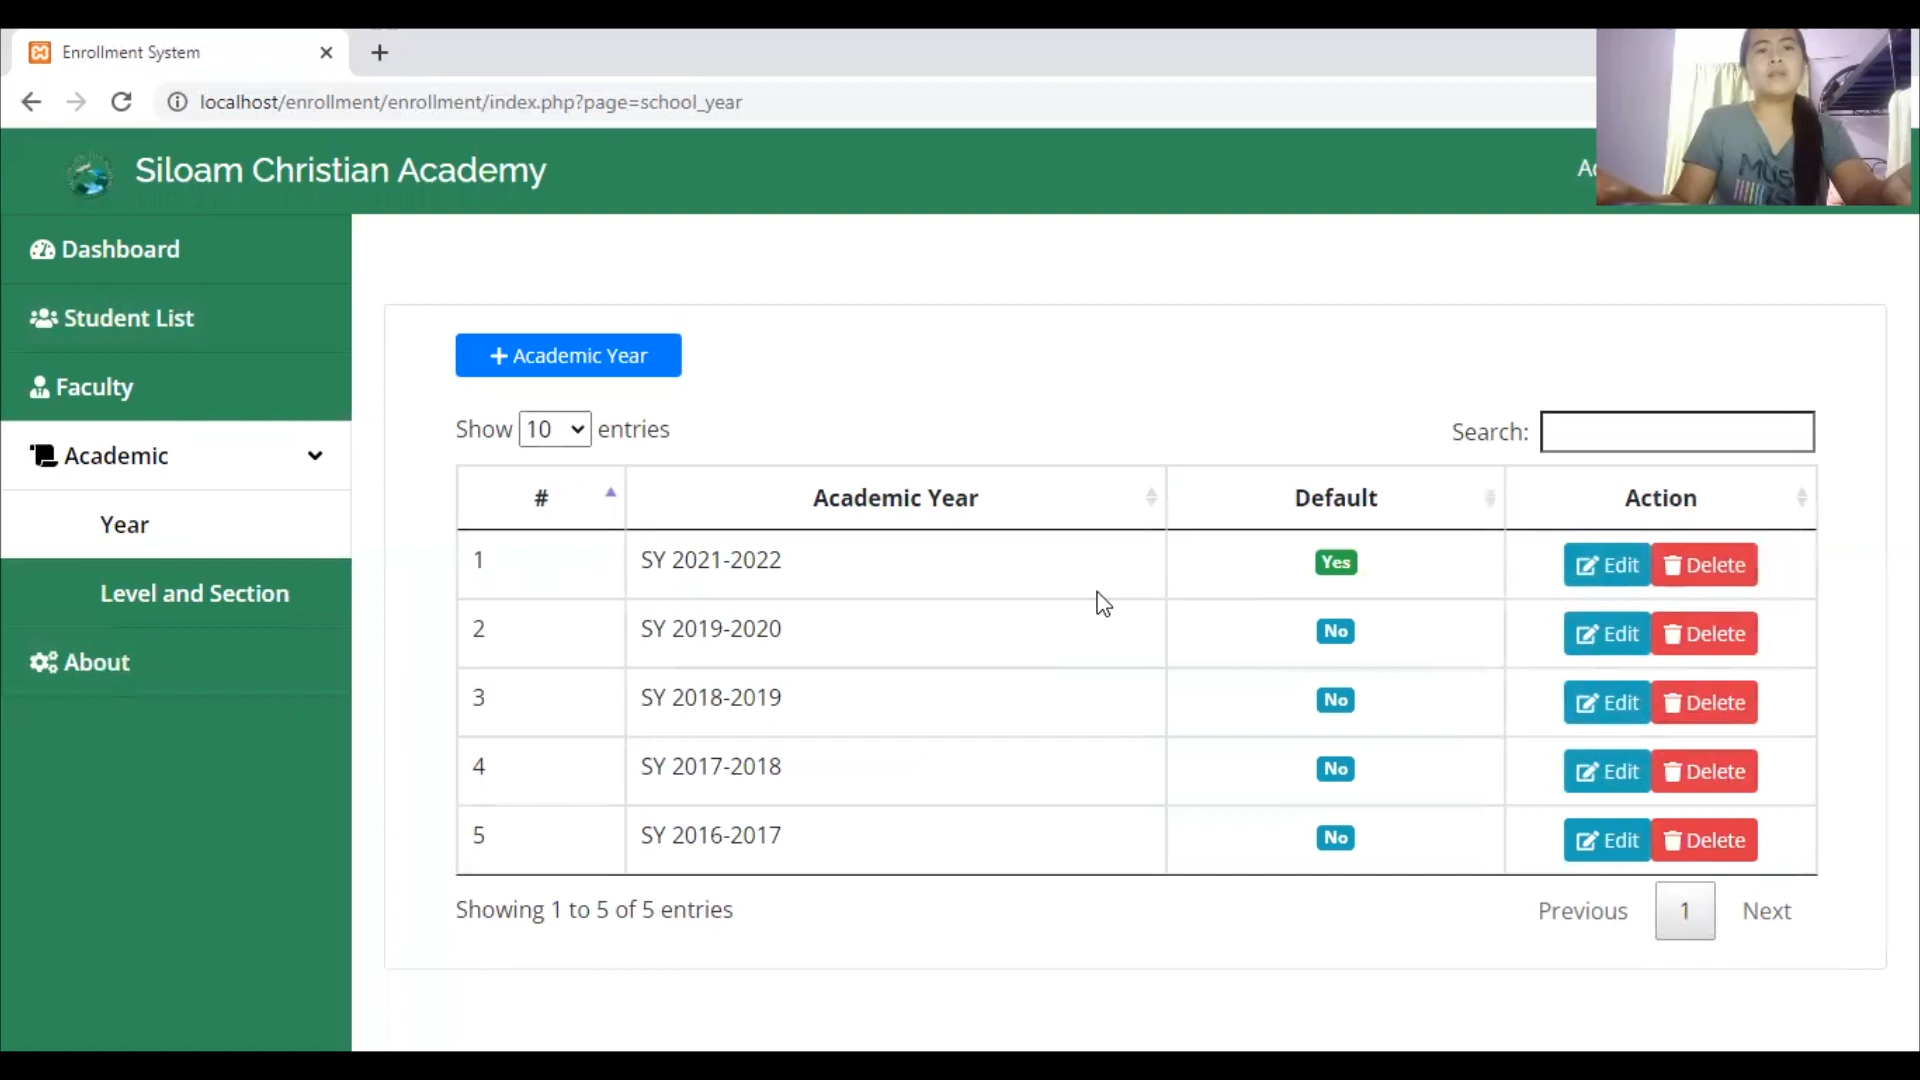 Enrollment System
localhost/enrollment/enrollment/index.php?page=school_year
Siloam Christian Academy
Dashboard
Student List
Faculty
Academic
Year
Level and Section
About
+ Academic Year
Show 10 entries
Search:
# Academic Year Default Action
1 SY 2021-2022 Yes Edit Delete
2 SY 2019-2020 No Edit Delete
3 SY 2018-2019 No Edit Delete
4 SY 2017-2018 No Edit Delete
5 SY 2016-2017 No Edit Delete
Showing 1 to 5 of 5 entries
Previous 1 Next